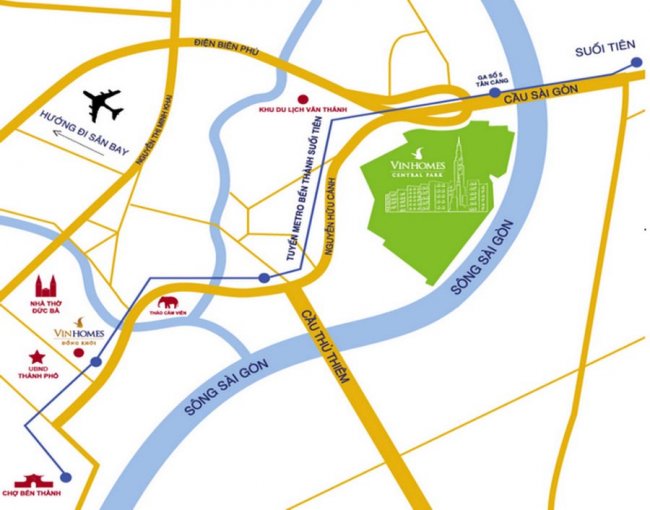 ĐIỆN BIÊN PHỦ
SUỐI TIÊN
GA SỐ 5
TÂN CẢNG
CẦU SÀI GÒN
KHU DU LỊCH VĂN THÁNH
HƯỚNG ĐI SÂN BAY
NGUYỄN THỊ MINH KHAI
TUYẾN METRO BẾN THÀNH SUỐI TIÊN
NGUYỄN HỮU CẢNH
VINHOMES
CENTRAL PARK
SÔNG SÀI GÒN
NHÀ THỜ
ĐỨC BÀ
THẢO CẦM VIÊN
VINHOMES
ĐỒNG KHỞI
UBND
THÀNH PHỐ
CẦU THỦ THIÊM
SÔNG SÀI GÒN
CHỢ BẾN THÀNH